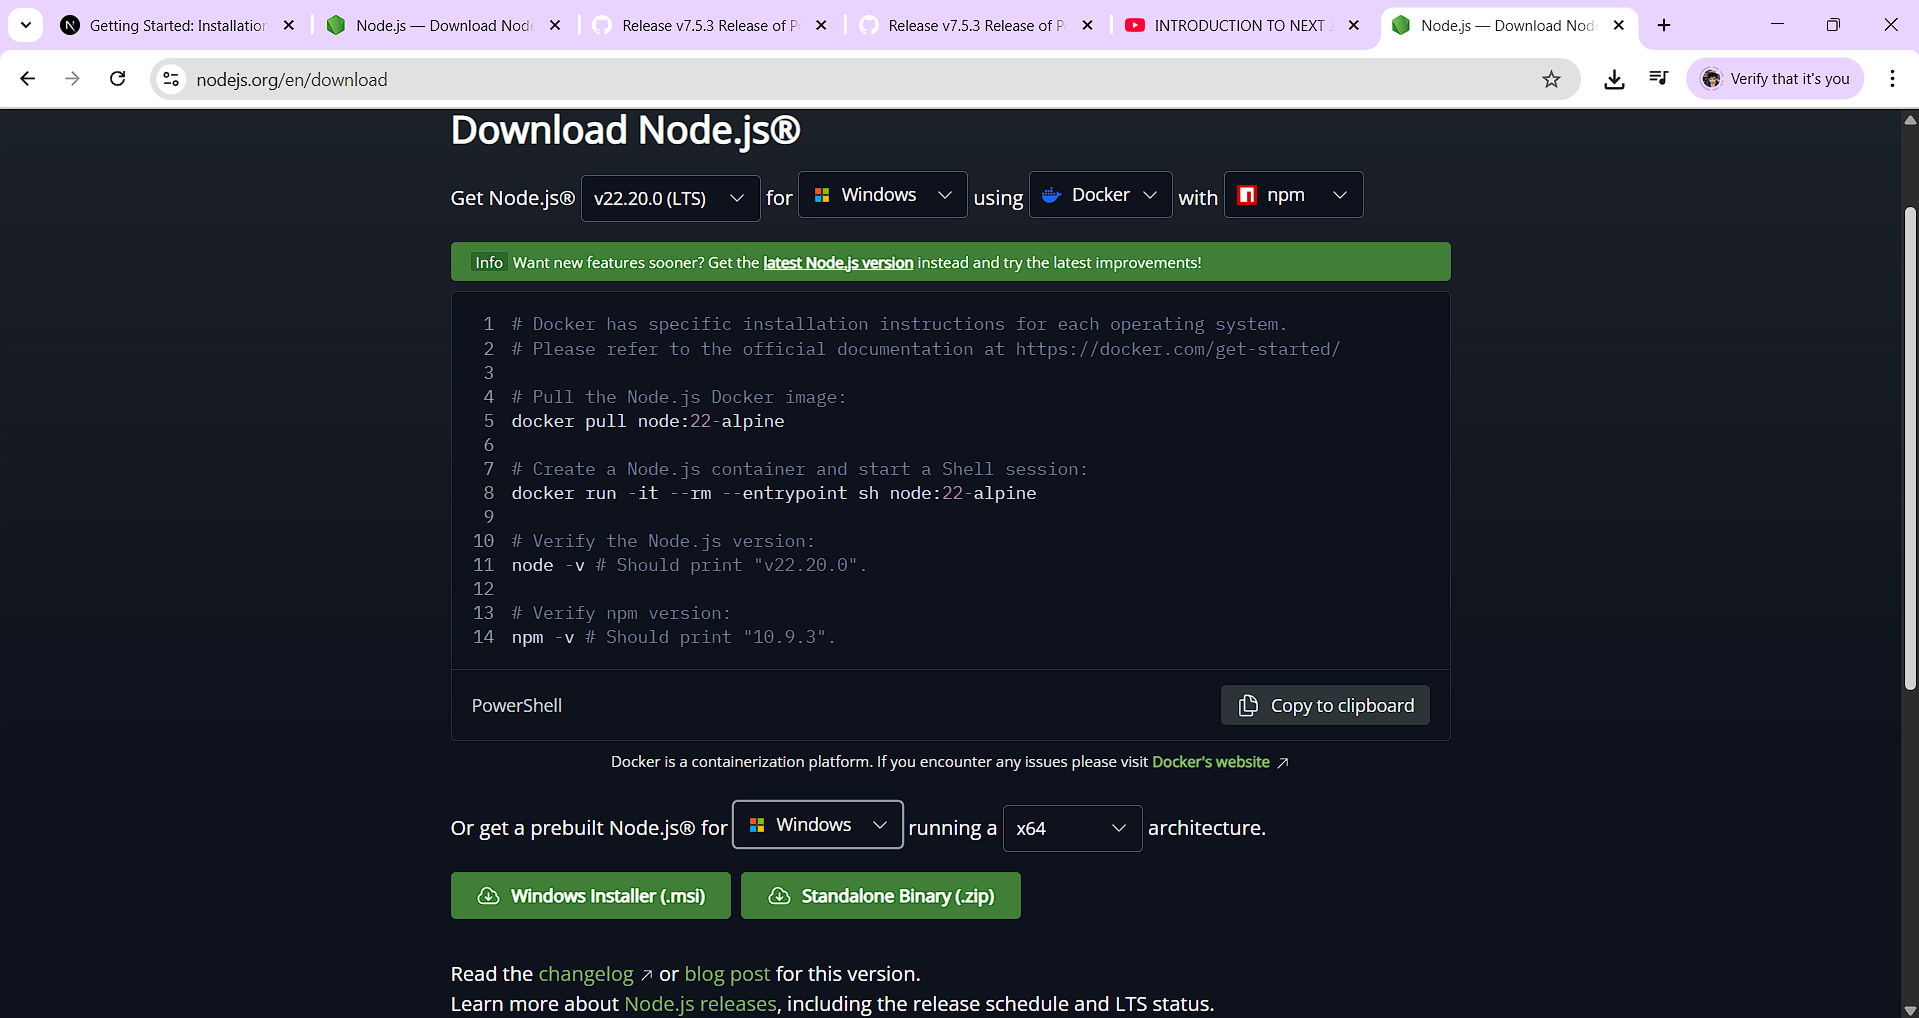 Getting Started: Installation
Node.js — Download Node
Release v7.5.3 Release of P
Release v7.5.3 Release of P
INTRODUCTION TO NEXT J
Node.js — Download Nod
nodejs.org/en/download
Verify that it's you
Download Node.js®
Get Node.js® v22.20.0 (LTS) for Windows using Docker with npm
Info Want new features sooner? Get the latest Node.js version instead and try the latest improvements!
1 # Docker has specific installation instructions for each operating system.
2 # Please refer to the official documentation at https://docker.com/get-started/
3
4 # Pull the Node.js Docker image:
5 docker pull node:22-alpine
6
7 # Create a Node.js container and start a Shell session:
8 docker run -it --rm --entrypoint sh node:22-alpine
9
10 # Verify the Node.js version:
11 node -v # Should print "v22.20.0".
12
13 # Verify npm version:
14 npm -v # Should print "10.9.3".
PowerShell
Copy to clipboard
Docker is a containerization platform. If you encounter any issues please visit Docker's website
Or get a prebuilt Node.js® for Windows running a x64 architecture.
Windows Installer (.msi)
Standalone Binary (.zip)
Read the changelog or blog post for this version.
Learn more about Node.js releases, including the release schedule and LTS status.